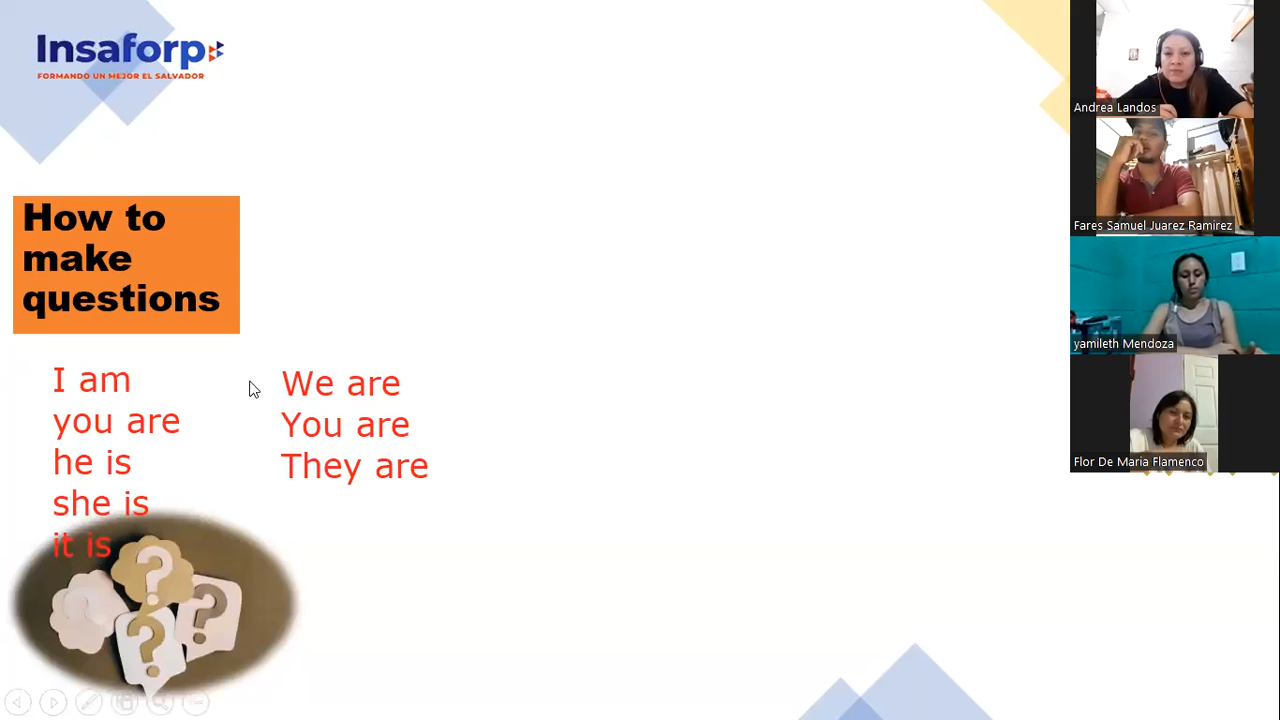 Insaforp
FORMANDO UN MEJOR EL SALVADOR
How to
make
questions
I am
you are
he is
she is
it is
We are
You are
They are
Andrea Landos
Fares Samuel Juarez Ramirez
yamileth Mendoza
Flor De Maria Flamenco